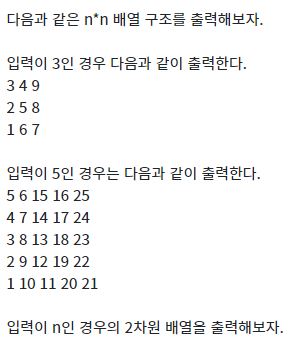 다음과 같은 n*n 배열 구조를 출력해보자.
입력이 3인 경우 다음과 같이 출력한다.
3 4 9
2 5 8
1 6 7
입력이 5인 경우는 다음과 같이 출력한다.
5 6 15 16 25
4 7 14 17 24
3 8 13 18 23
2 9 12 19 22
1 10 11 20 21
입력이 n인 경우의 2차원 배열을 출력해보자.